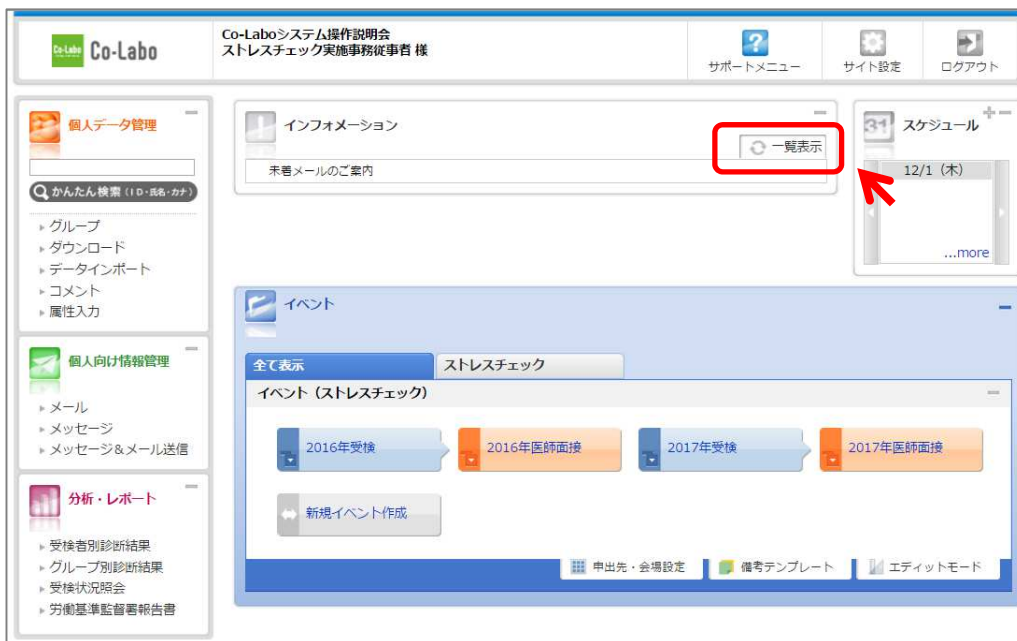 Co-Labo Co-Labo
Co-Laboシステム操作説明会
ストレスチェック実施事務従事者 様
サポートメニュー
サイト設定
ログアウト
個人データ管理
かんたん検索(ID・氏名・カナ)
グループ
ダウンロード
データインポート
コメント
属性入力
個人向け情報管理
メール
メッセージ
メッセージ&メール送信
分析・レポート
受検者別診断結果
グループ別診断結果
受検状況照会
労働基準監督署報告書
インフォメーション
一覧表示
未着メールのご案内
31
スケジュール
12/1(木)
...more
イベント
全て表示
ストレスチェック
イベント(ストレスチェック)
2016年受検
2016年医師面接
2017年受検
2017年医師面接
新規イベント作成
申出先・会場設定
備考テンプレート
エディットモード